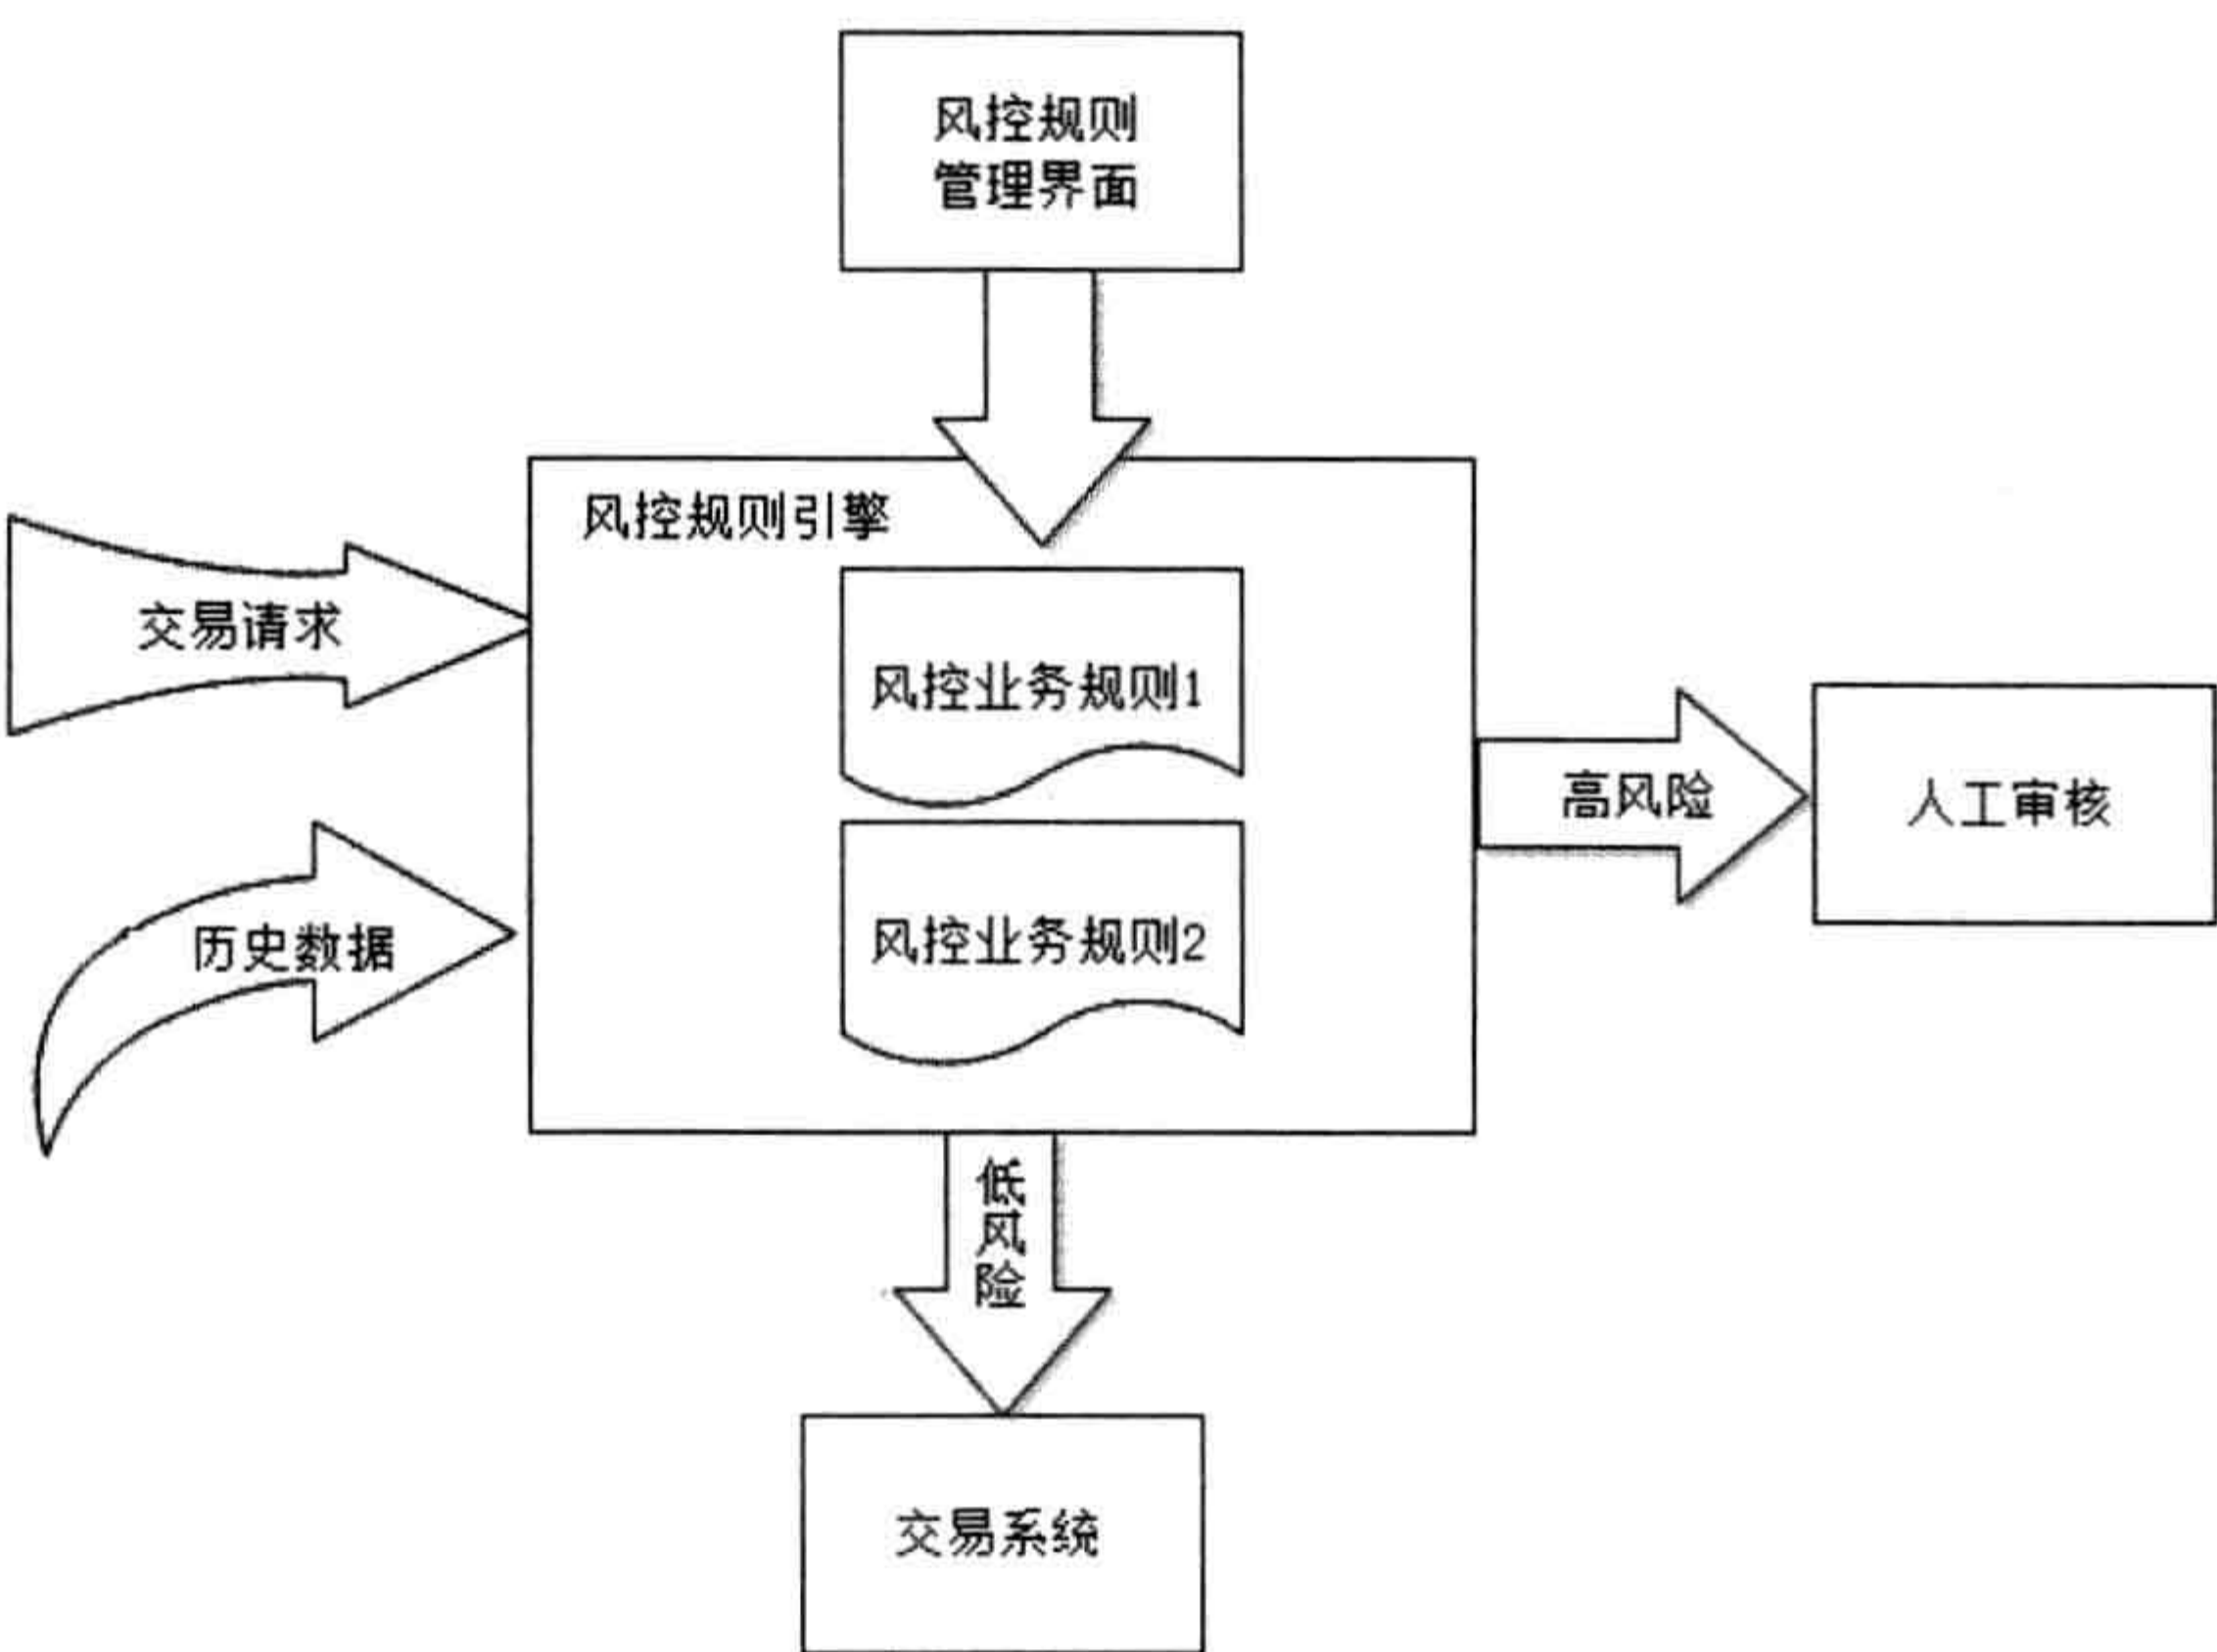 风控规则
管理界面
风控规则引擎
交易请求
风控业务规则1
高风险
人工审核
历史数据
风控业务规则2
低
风
险
交易系统